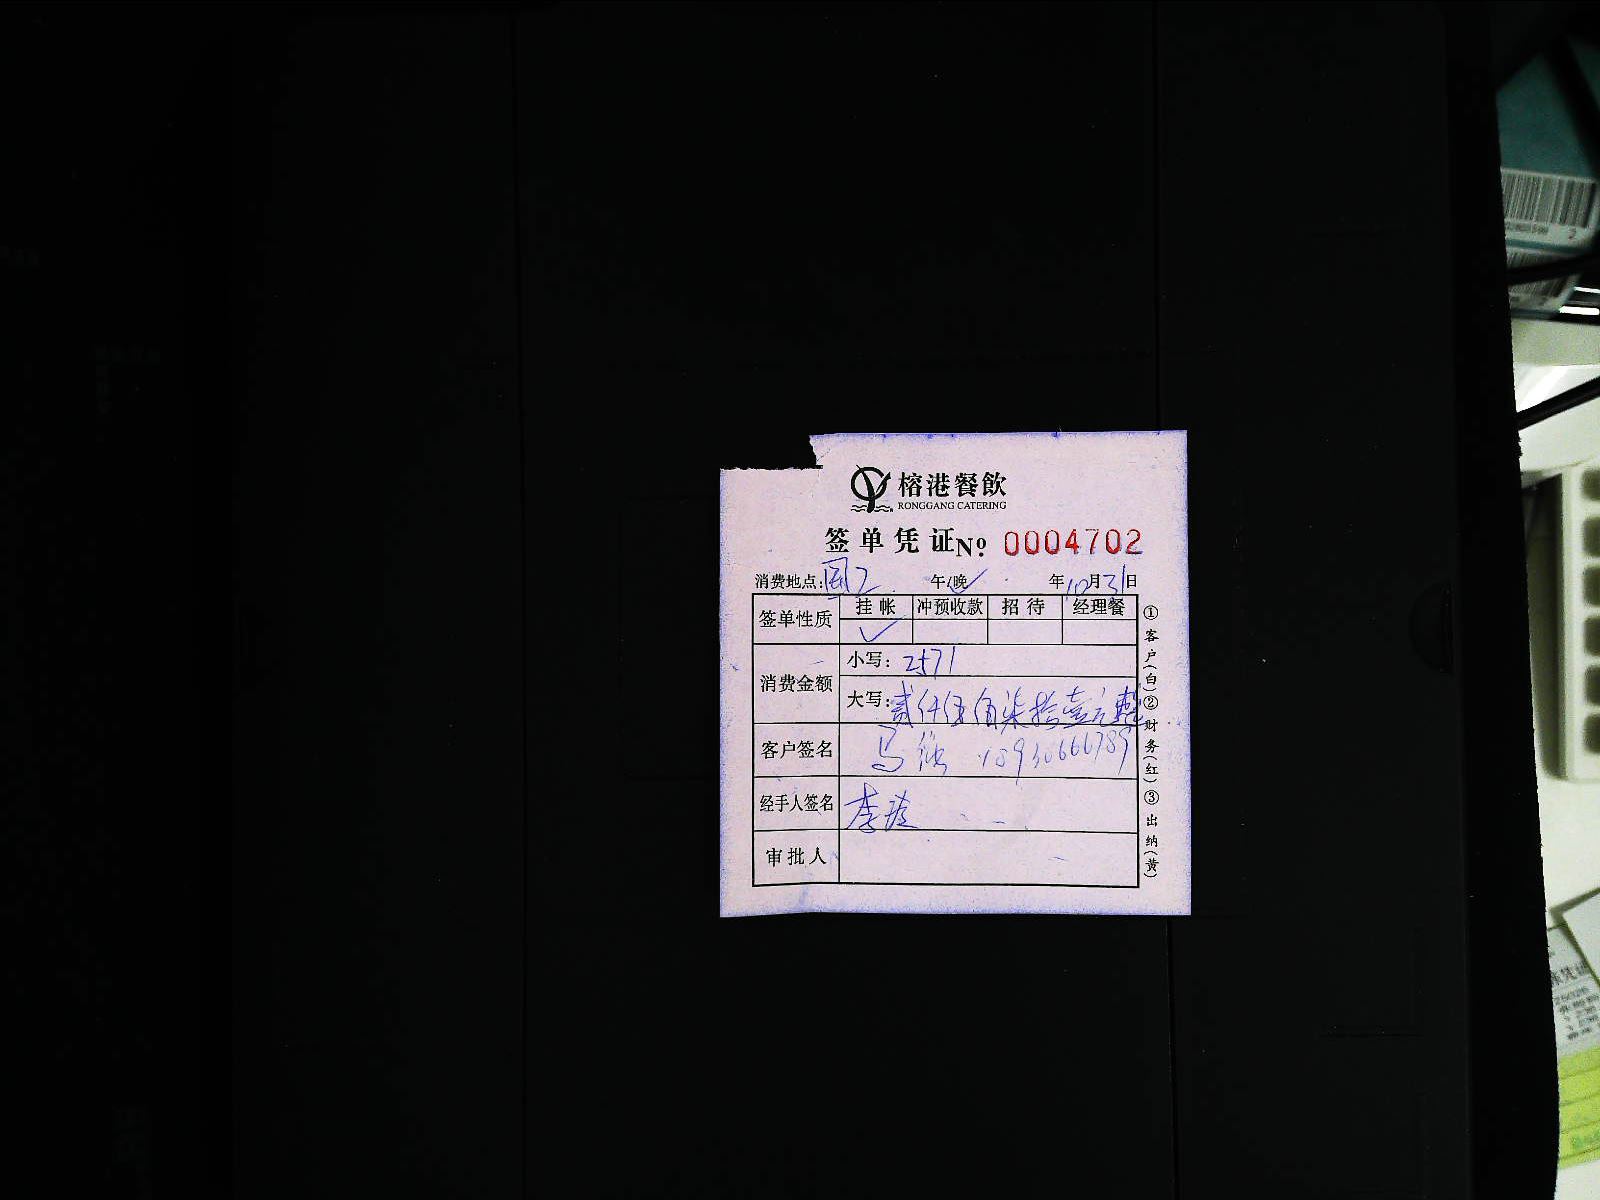 榕港餐飲
RONGGANG CATERING
签单凭证 No 0004702
消费地点: 国2 午/晚✓ 年10月31日
签单性质 挂帐 冲预收款 招待 经理餐
✓
消费金额 小写: 2571
大写: 贰仟伍佰柒拾壹元整
客户签名 马强 18930666789
经手人签名 李
审批人
①客户(白)②财务(红)③出纳(黄)